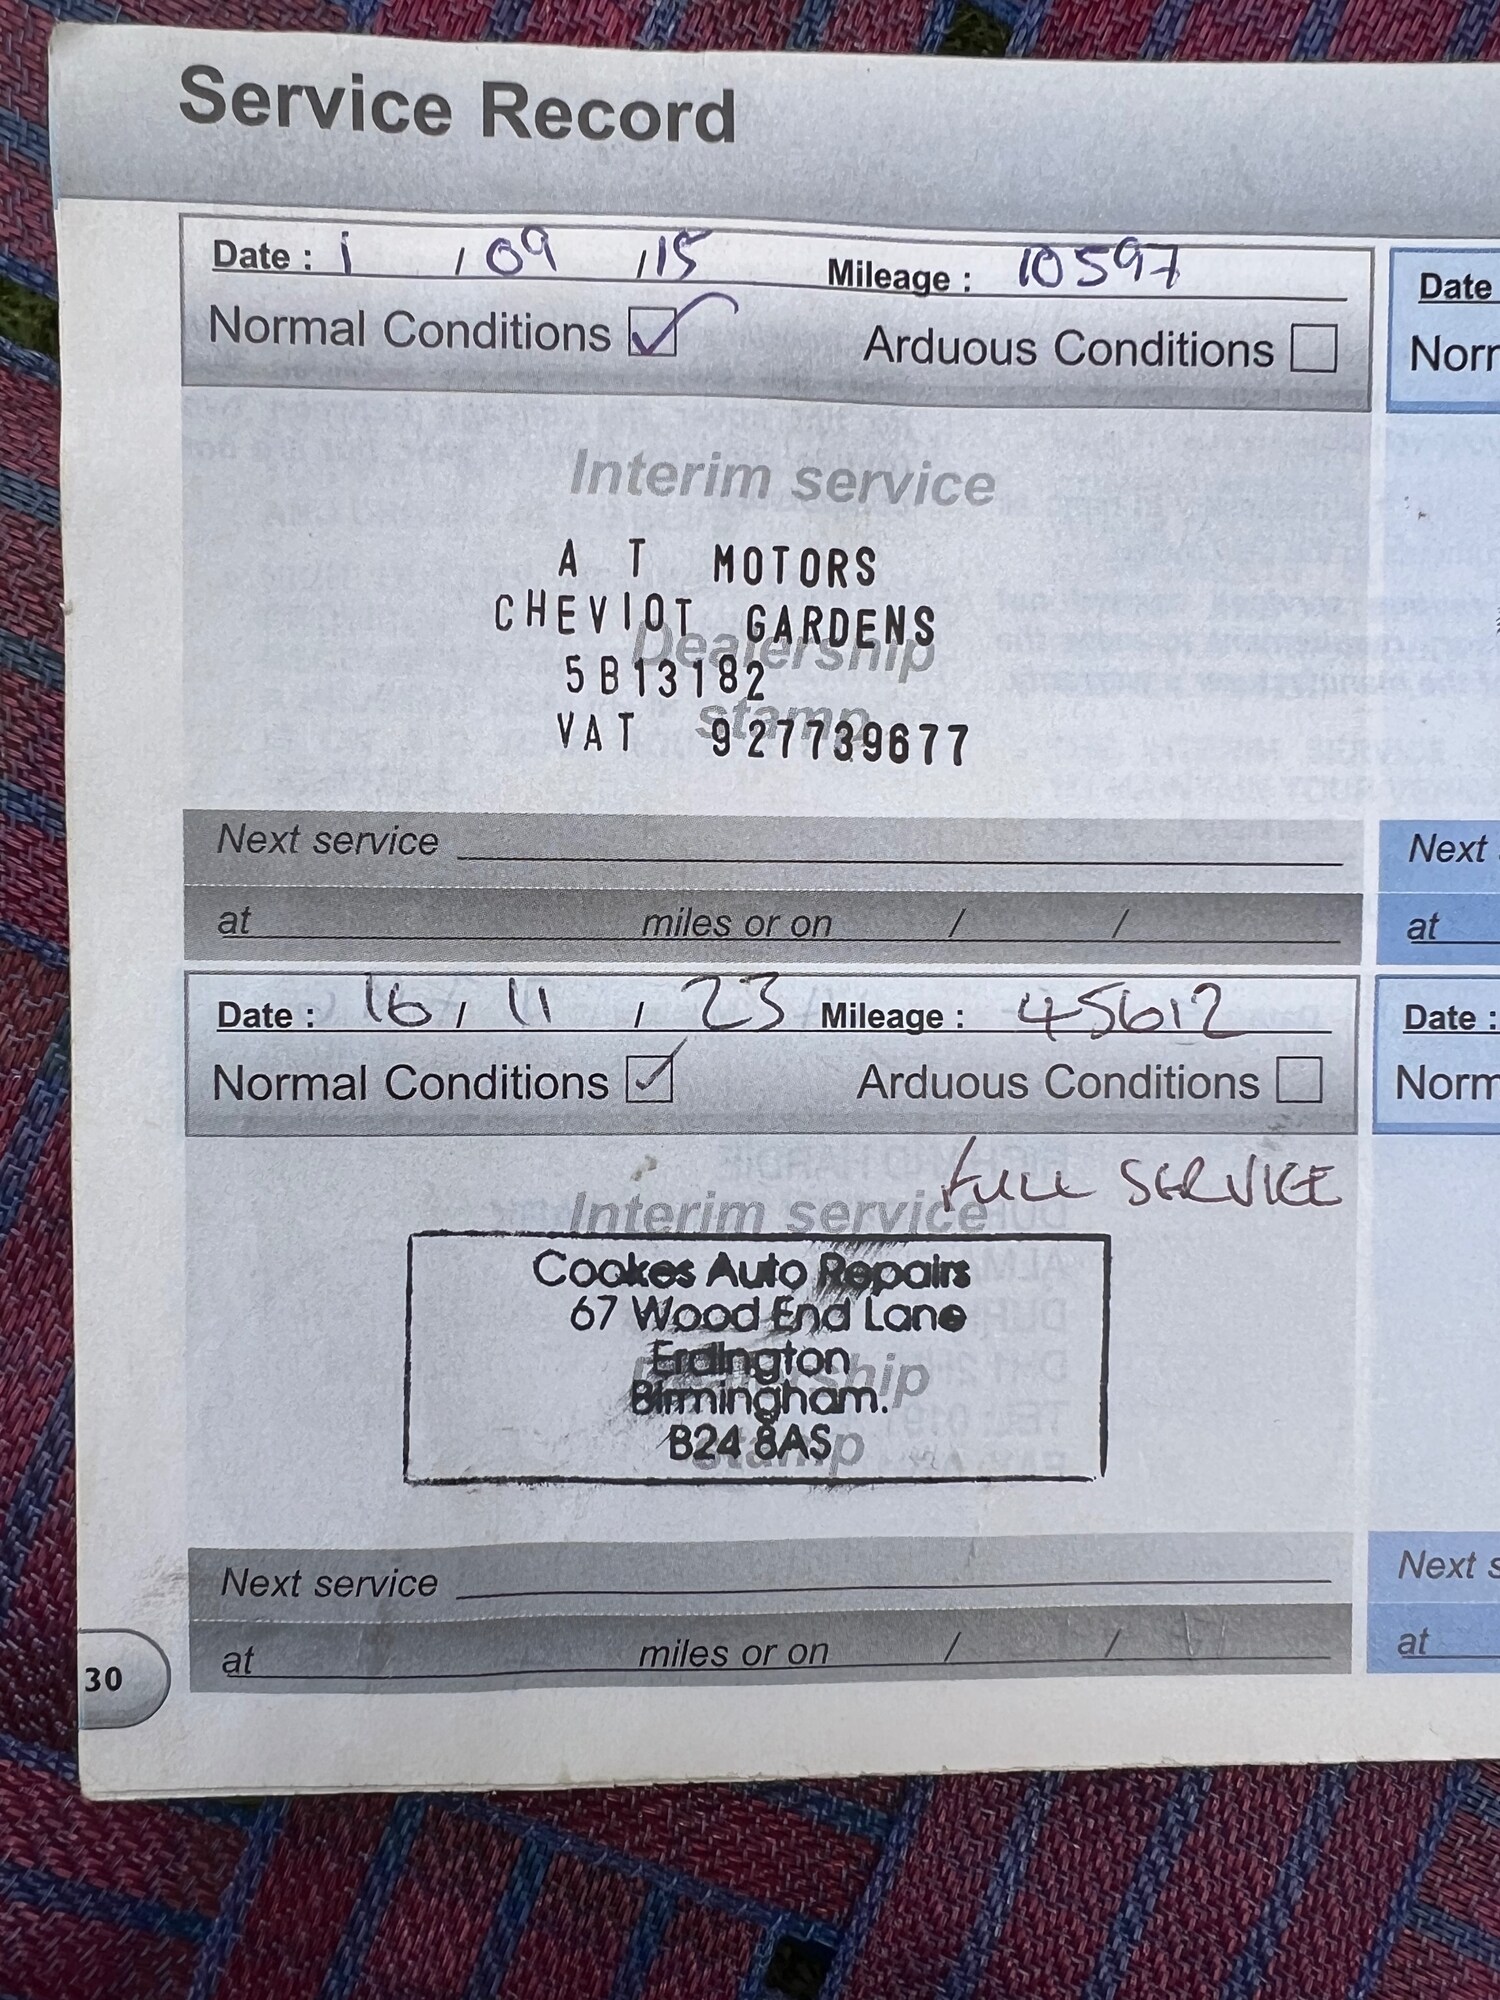 Service Record
Date : 1 / 09 / 15 Mileage : 10597
Normal Conditions Arduous Conditions
Interim service
A T MOTORS
CHEVIOT GARDENS
5B13182
VAT 927739677
Dealership
stamp
Next service
at miles or on / /
Date : 16 / 11 / 23 Mileage : 45612
Normal Conditions Arduous Conditions
FULL SERVICE
Interim service
Cookes Auto Repairs
67 Wood End Lane
Erdington
Birmingham.
B24 8AS
stamp
Next service
at miles or on / /
30
Date
Next
at
Date :
Next
at